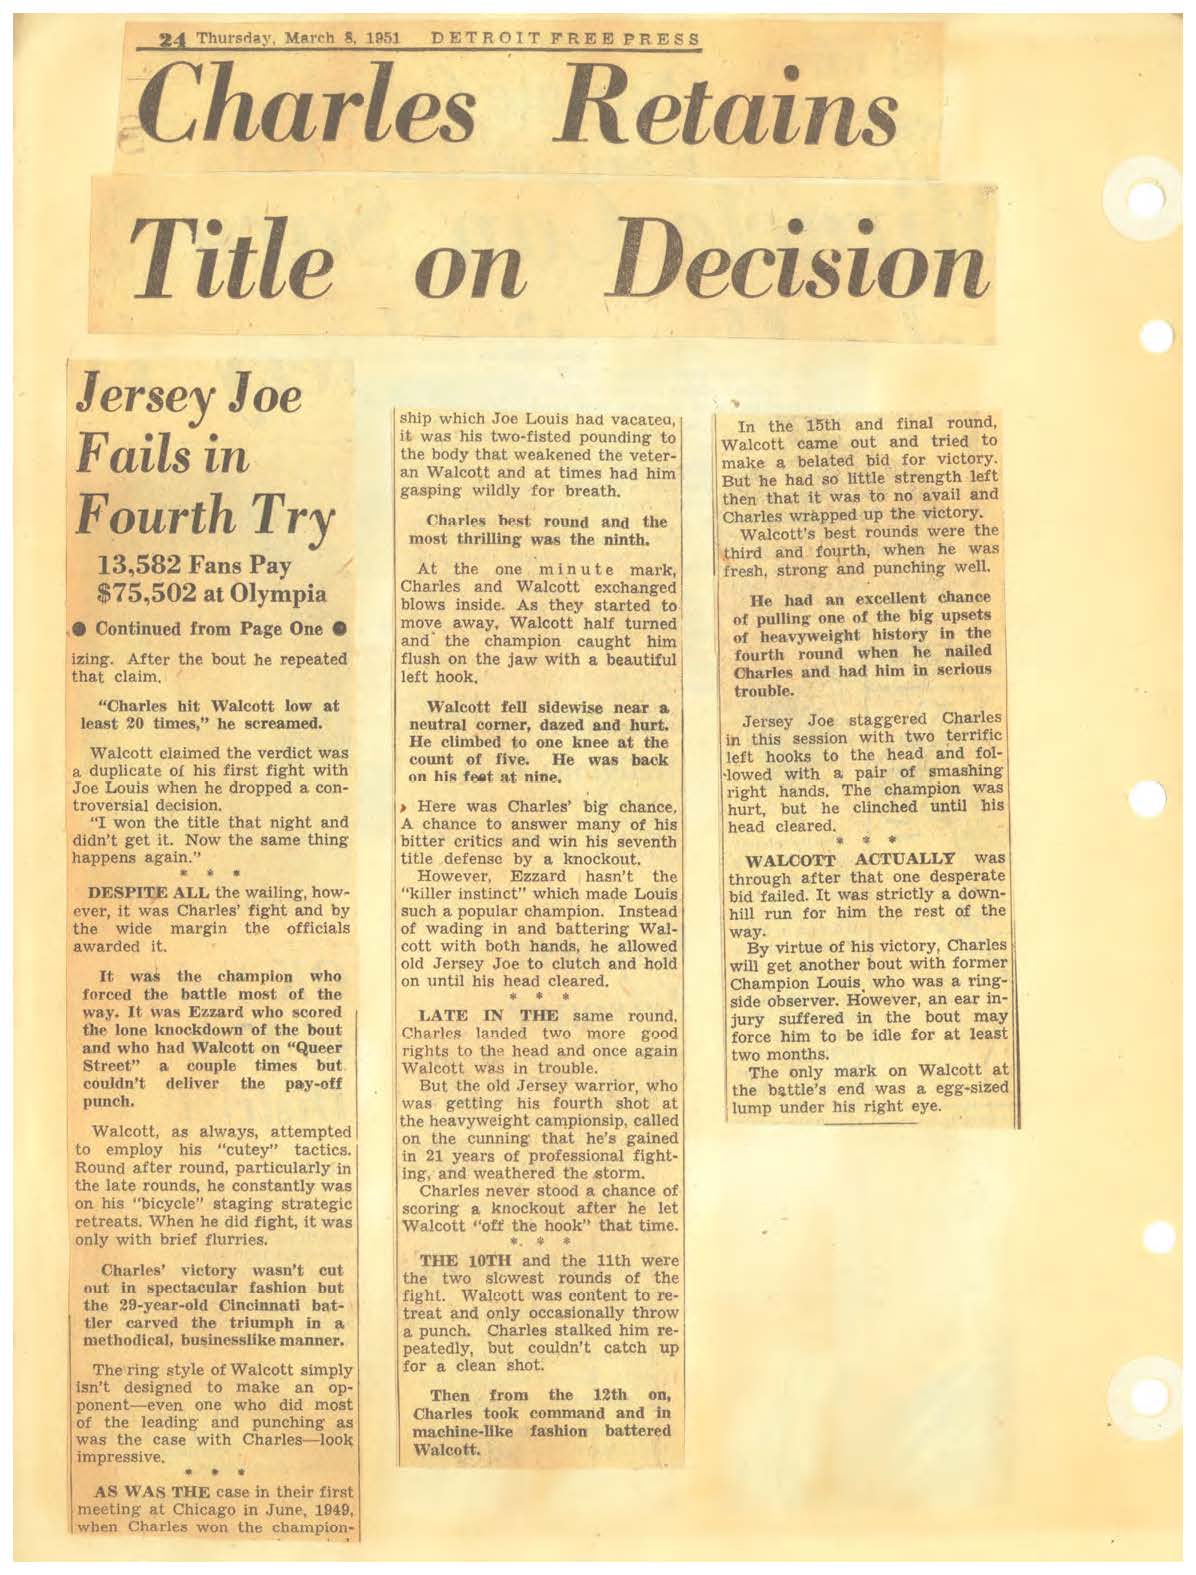 24 Thursday, March 8, 1951 DETROIT FREE PRESS
Charles Retains
Title on Decision
Jersey Joe
Fails in
Fourth Try
13,582 Fans Pay
$75,502 at Olympia
● Continued from Page One ●
izing. After the bout he repeated
that claim.
"Charles hit Walcott low at
least 20 times," he screamed.
Walcott claimed the verdict was
a duplicate of his first fight with
Joe Louis when he dropped a con-
troversial decision.
"I won the title that night and
didn't get it. Now the same thing
happens again."
* * *
DESPITE ALL the wailing, how-
ever, it was Charles' fight and by
the wide margin the officials
awarded it.
It was the champion who
forced the battle most of the
way. It was Ezzard who scored
the lone knockdown of the bout
and who had Walcott on "Queer
Street" a couple times but
couldn't deliver the pay-off
punch.
Walcott, as always, attempted
to employ his "cutey" tactics.
Round after round, particularly in
the late rounds, he constantly was
on his "bicycle" staging strategic
retreats. When he did fight, it was
only with brief flurries.
Charles' victory wasn't cut
out in spectacular fashion but
the 29-year-old Cincinnati bat-
tler carved the triumph in a
methodical, businesslike manner.
The ring style of Walcott simply
isn't designed to make an op-
ponent—even one who did most
of the leading and punching as
was the case with Charles—look
impressive.
* * *
AS WAS THE case in their first
meeting at Chicago in June, 1949,
when Charles won the champion-
ship which Joe Louis had vacated,
it was his two-fisted pounding to
the body that weakened the veter-
an Walcott and at times had him
gasping wildly for breath.
Charles best round and the
most thrilling was the ninth.
At the one minute mark,
Charles and Walcott exchanged
blows inside. As they started to
move away, Walcott half turned
and the champion caught him
flush on the jaw with a beautiful
left hook.
Walcott fell sidewise near a
neutral corner, dazed and hurt.
He climbed to one knee at the
count of five. He was back
on his feet at nine.
Here was Charles' big chance.
A chance to answer many of his
bitter critics and win his seventh
title defense by a knockout.
However, Ezzard hasn't the
"killer instinct" which made Louis
such a popular champion. Instead
of wading in and battering Wal-
cott with both hands, he allowed
old Jersey Joe to clutch and hold
on until his head cleared.
* * *
LATE IN THE same round,
Charles landed two more good
rights to the head and once again
Walcott was in trouble.
But the old Jersey warrior, who
was getting his fourth shot at
the heavyweight campionsip, called
on the cunning that he's gained
in 21 years of professional fight-
ing, and weathered the storm.
Charles never stood a chance of
scoring a knockout after he let
Walcott "off the hook" that time.
* * *
THE 10TH and the 11th were
the two slowest rounds of the
fight. Walcott was content to re-
treat and only occasionally throw
a punch. Charles stalked him re-
peatedly, but couldn't catch up
for a clean shot.
Then from the 12th on,
Charles took command and in
machine-like fashion battered
Walcott.
In the 15th and final round,
Walcott came out and tried to
make a belated bid for victory.
But he had so little strength left
then that it was to no avail and
Charles wrapped up the victory.
Walcott's best rounds were the
third and fourth, when he was
fresh, strong and punching well.
He had an excellent chance
of pulling one of the big upsets
of heavyweight history in the
fourth round when he nailed
Charles and had him in serious
trouble.
Jersey Joe staggered Charles
in this session with two terrific
left hooks to the head and fol-
lowed with a pair of smashing
right hands. The champion was
hurt, but he clinched until his
head cleared.
* * *
WALCOTT ACTUALLY was
through after that one desperate
bid failed. It was strictly a down-
hill run for him the rest of the
way.
By virtue of his victory, Charles
will get another bout with former
Champion Louis who was a ring-
side observer. However, an ear in-
jury suffered in the bout may
force him to be idle for at least
two months.
The only mark on Walcott at
the battle's end was a egg-sized
lump under his right eye.